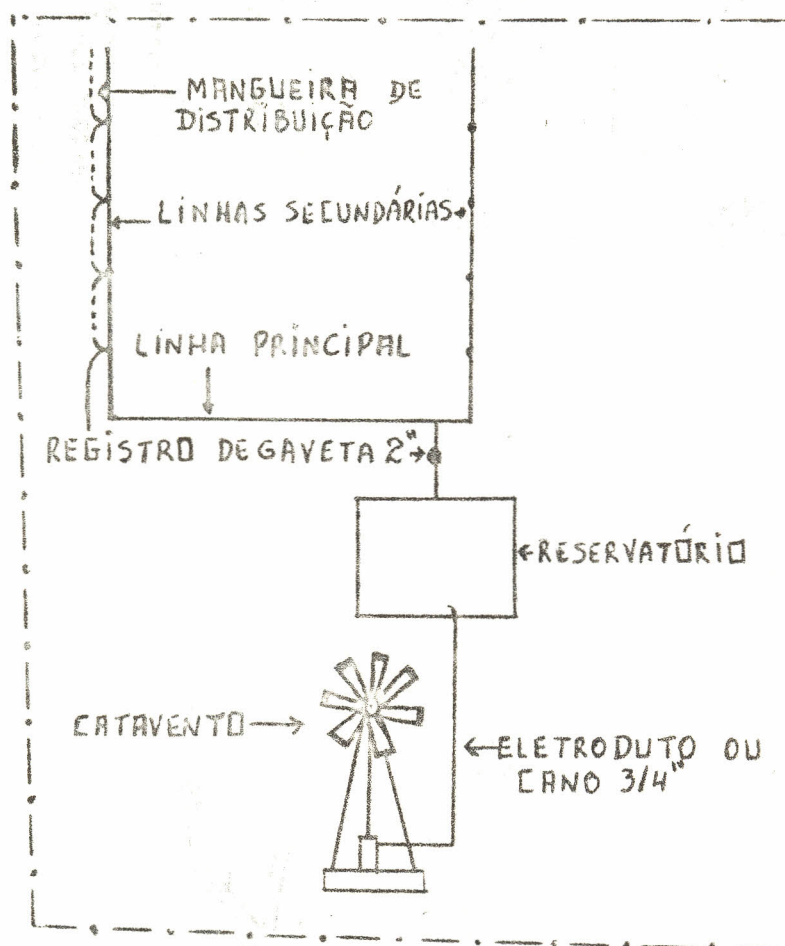 MANGUEIRA DE
DISTRIBUIÇÃO
LINHAS SECUNDÁRIAS
LINHA PRINCIPAL
REGISTRO DE GAVETA 2"
RESERVATÓRIO
CATAVENTO
ELETRODUTO OU
CANO 3/4"